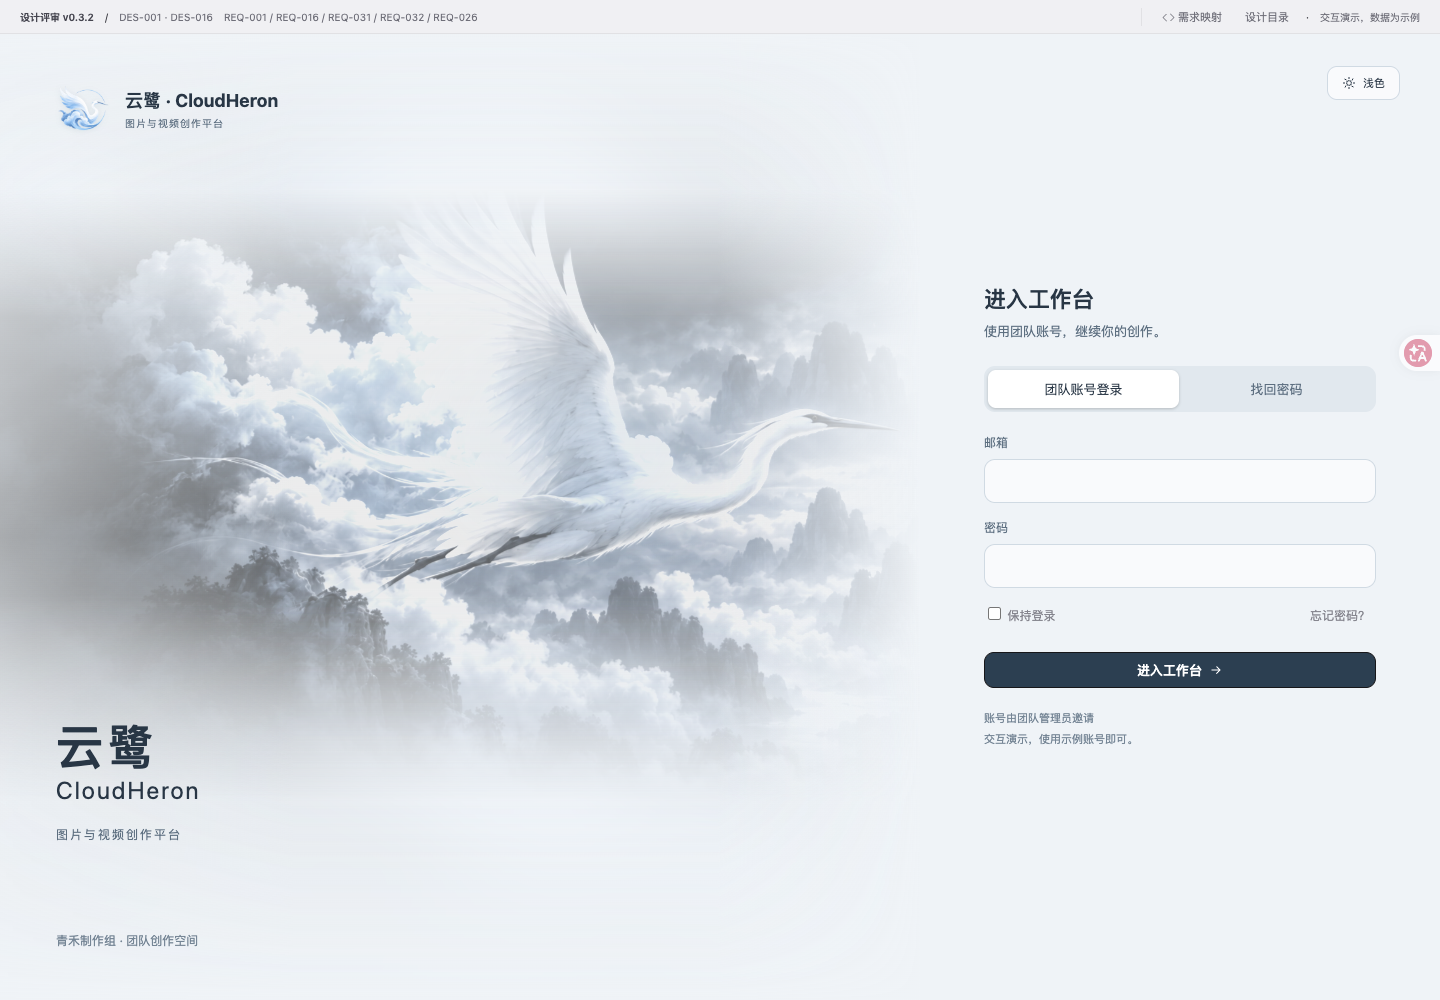 设计评审 v0.3.2 / DES-001 · DES-016 REQ-001 / REQ-016 / REQ-031 / REQ-032 / REQ-026
<> 需求映射 设计目录 · 交互演示，数据为示例
浅色
云鹭 · CloudHeron
图片与视频创作平台
进入工作台
使用团队账号，继续你的创作。
团队账号登录 找回密码
邮箱
密码
保持登录 忘记密码?
进入工作台 →
账号由团队管理员邀请
交互演示，使用示例账号即可。
云鹭
CloudHeron
图片与视频创作平台
青禾制作组 · 团队创作空间